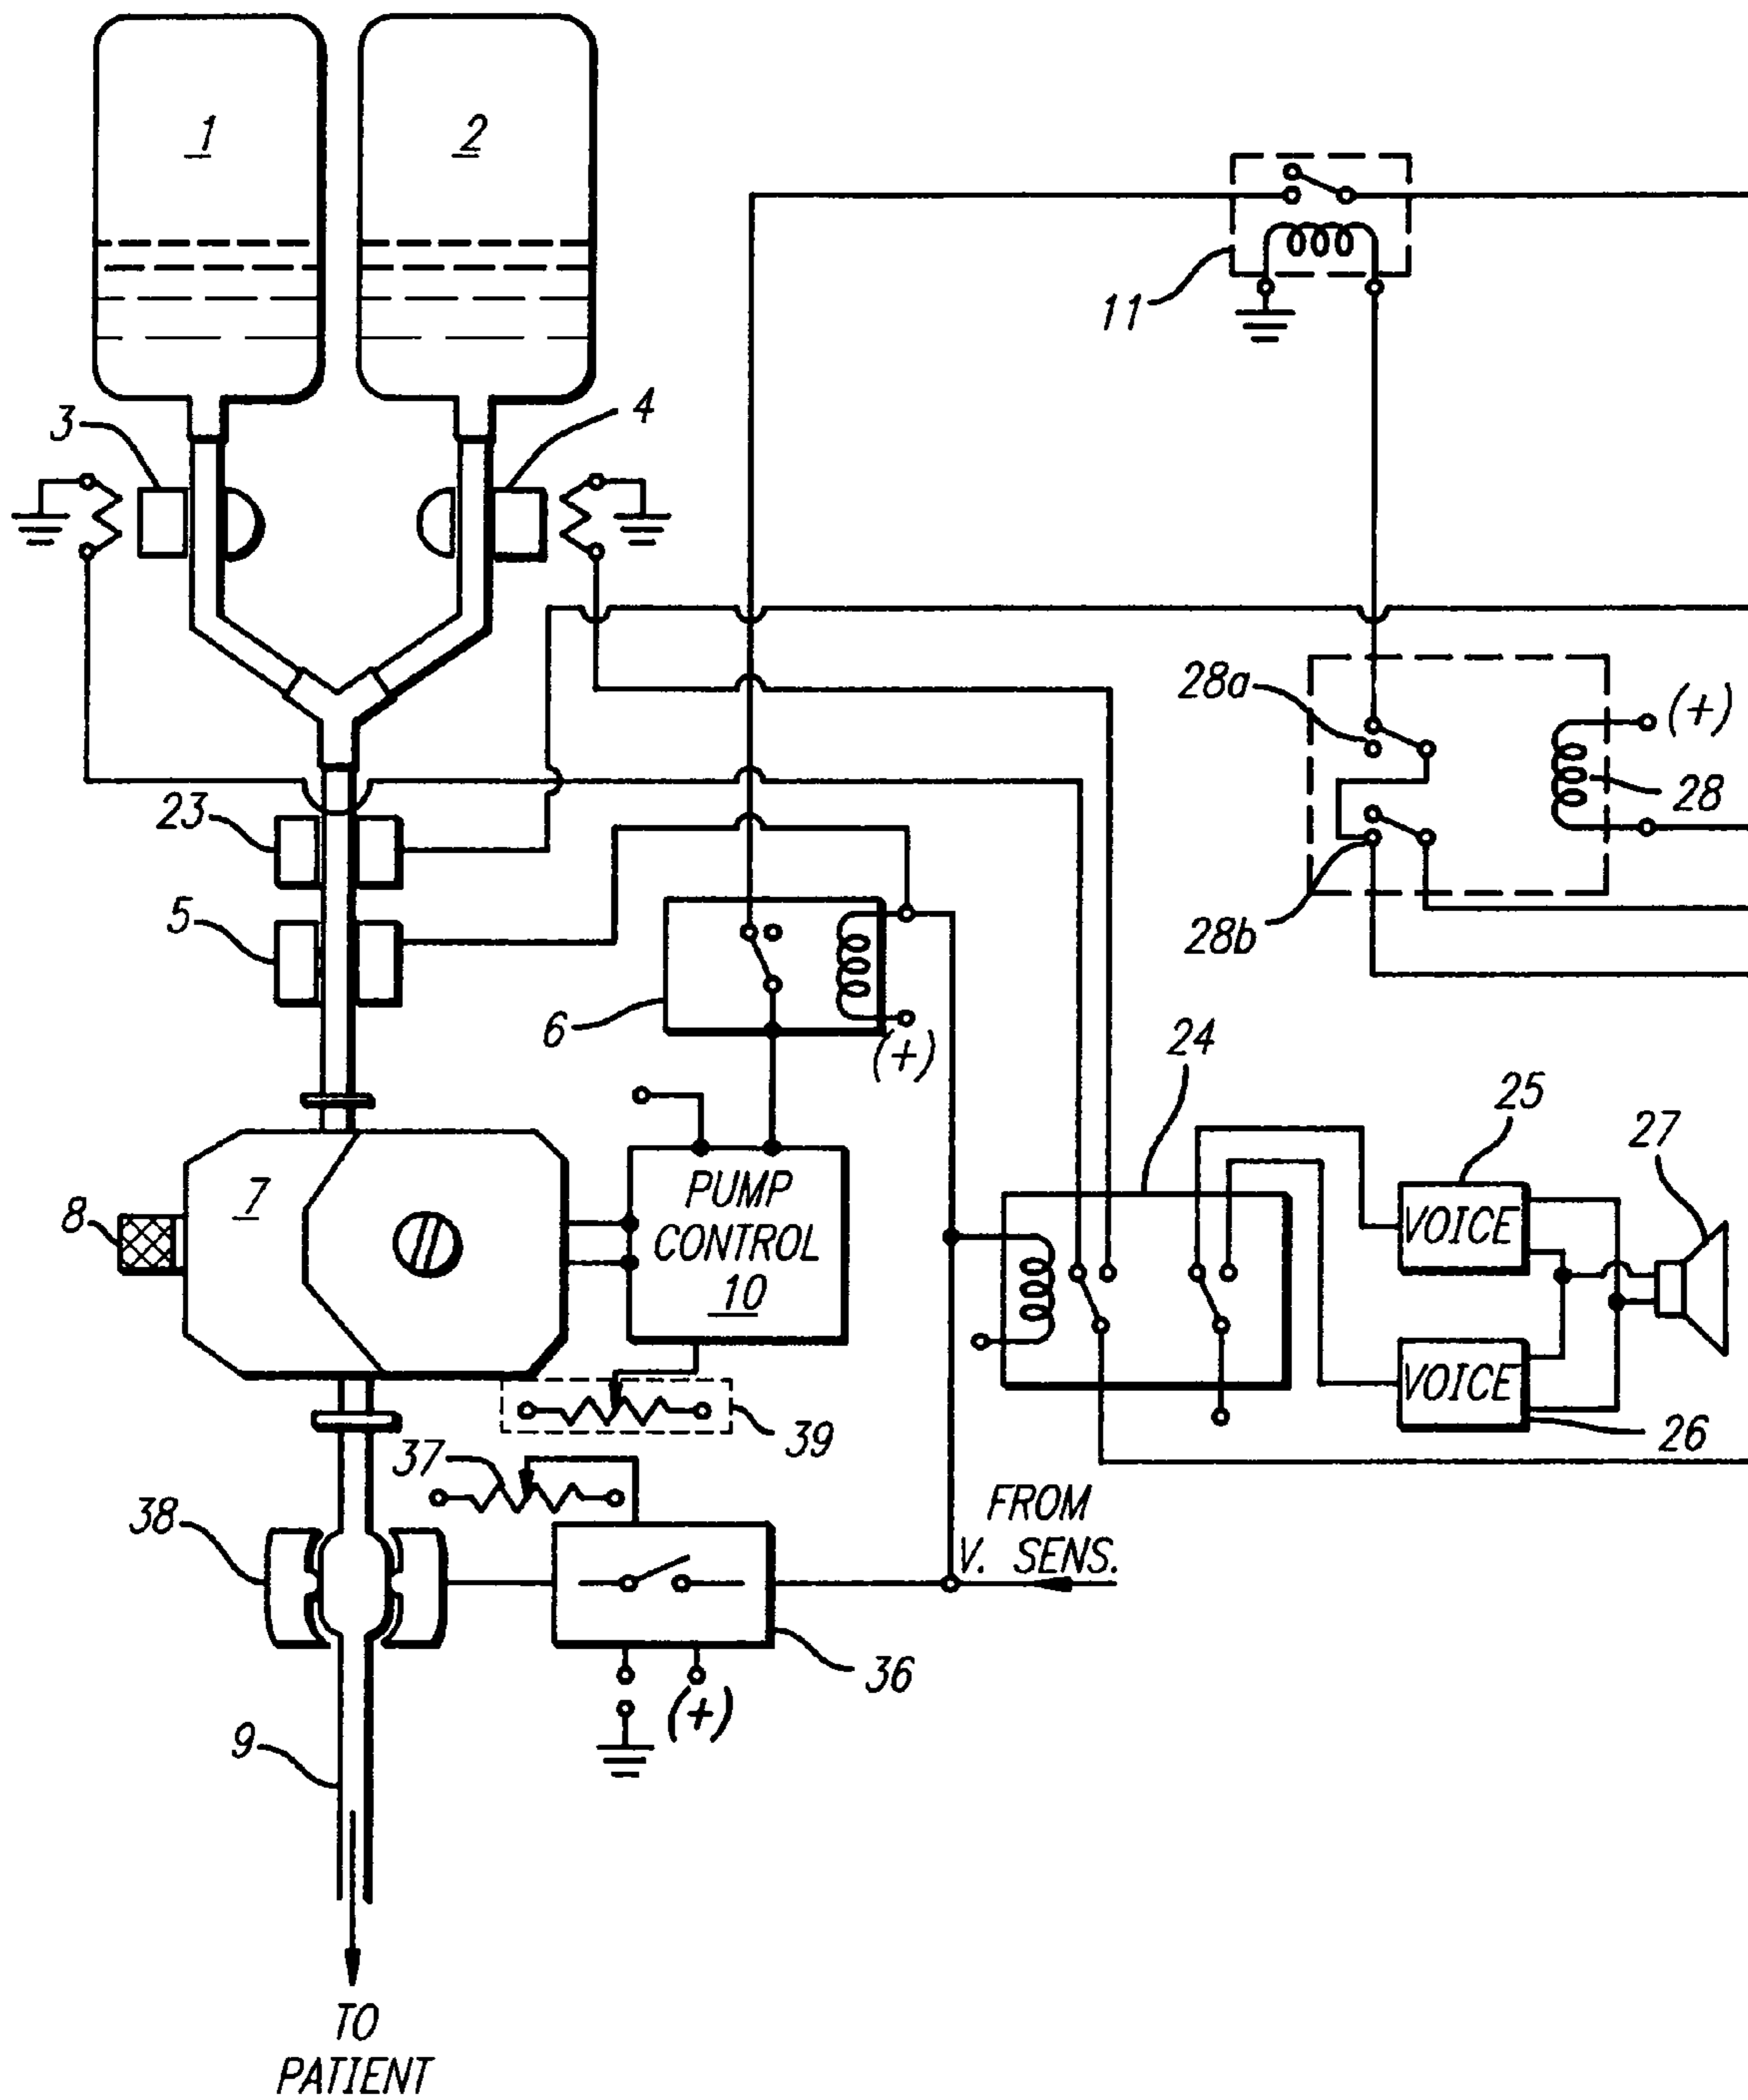 1
2
11
3
4
28a
(+)
28
23
5
28b
6
(+)
24
25
27
7
8
PUMP
CONTROL
10
VOICE
VOICE
26
39
37
38
FROM
V. SENS.
36
(+)
9
TO
PATIENT